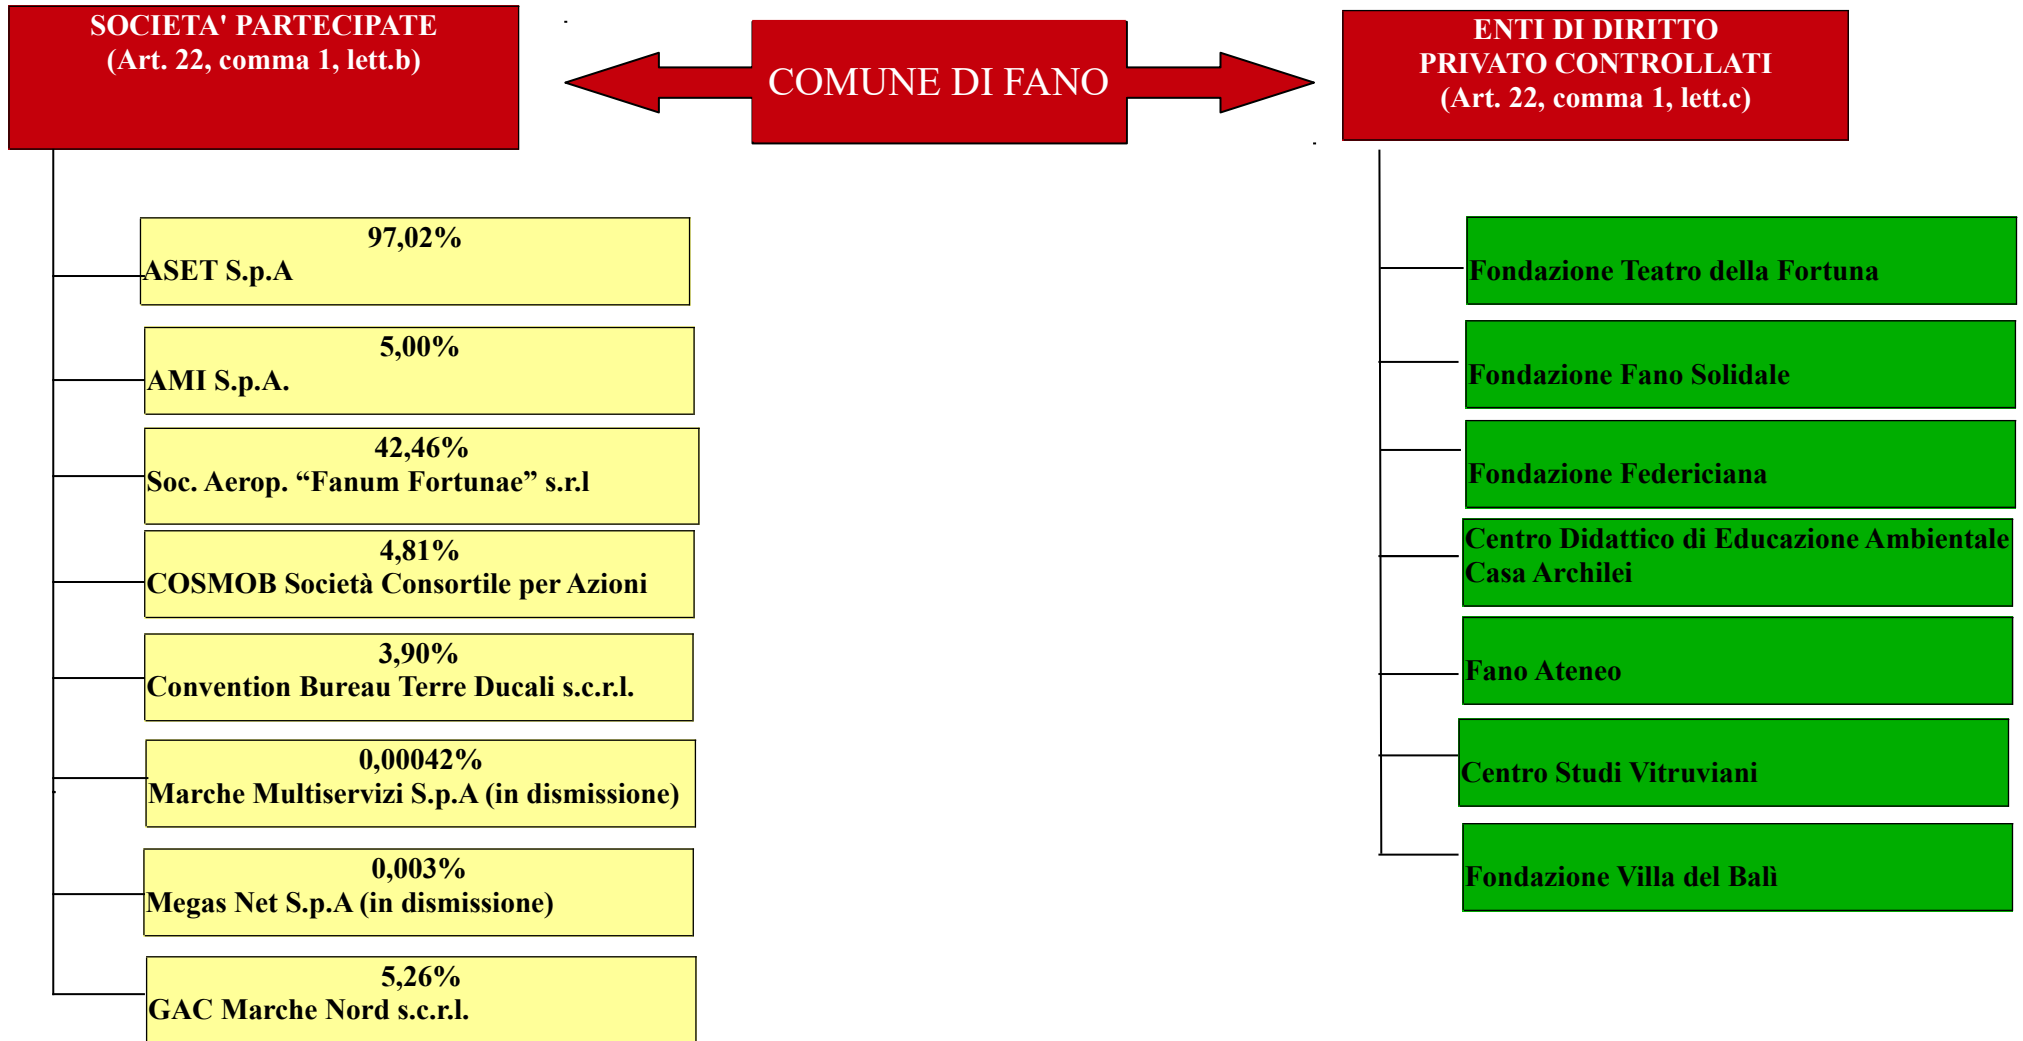 SOCIETA' PARTECIPATE
(Art. 22, comma 1, lett.b)
COMUNE DI FANO
ENTI DI DIRITTO
PRIVATO CONTROLLATI
(Art. 22, comma 1, lett.c)
97,02%
ASET S.p.A
5,00%
AMI S.p.A.
42,46%
Soc. Aerop. “Fanum Fortunae” s.r.l
4,81%
COSMOB Società Consortile per Azioni
3,90%
Convention Bureau Terre Ducali s.c.r.l.
0,00042%
Marche Multiservizi S.p.A (in dismissione)
0,003%
Megas Net S.p.A (in dismissione)
5,26%
GAC Marche Nord s.c.r.l.
Fondazione Teatro della Fortuna
Fondazione Fano Solidale
Fondazione Federiciana
Centro Didattico di Educazione Ambientale
Casa Archilei
Fano Ateneo
Centro Studi Vitruviani
Fondazione Villa del Balì